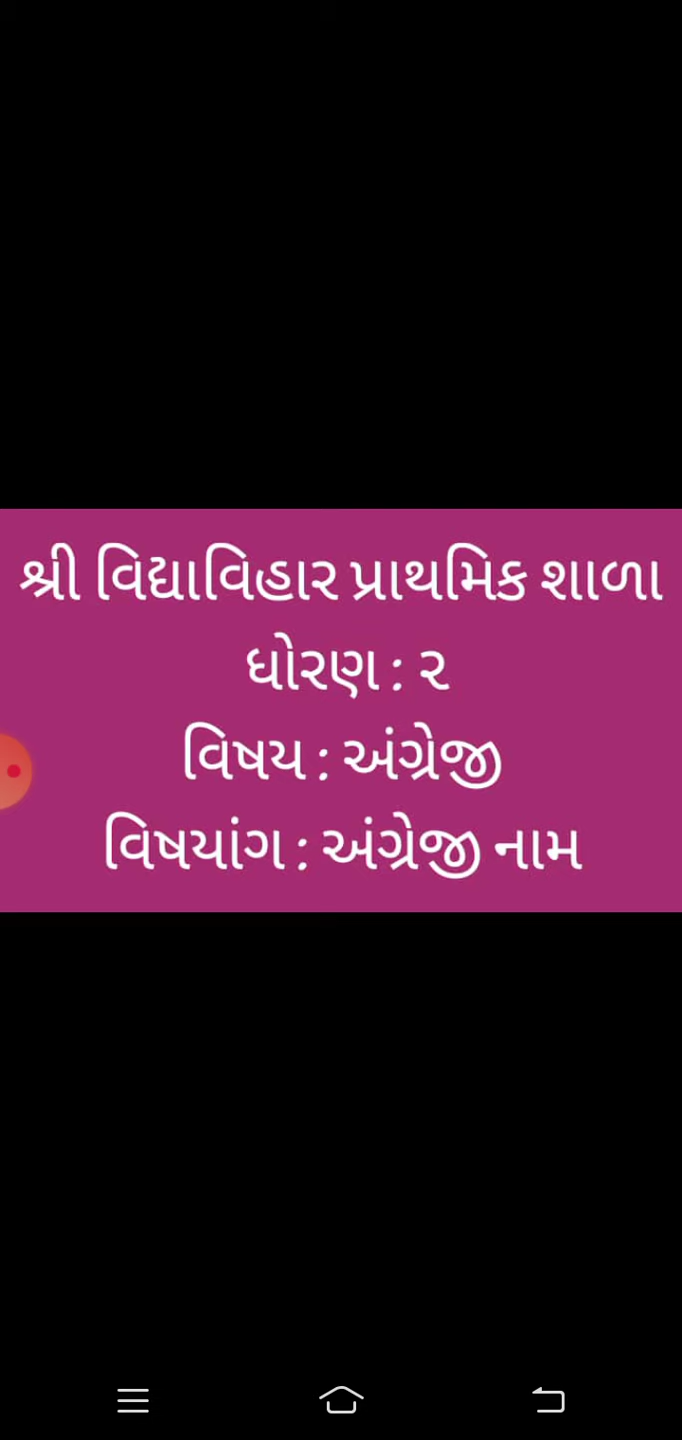 શ્રી વિદ્યાવિહાર પ્રાથમિક શાળા
ધોરણ : ૨
વિષય : અંગ્રેજી
વિષયાંગ : અંગ્રેજી નામ